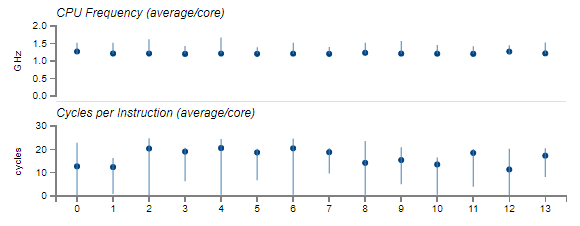 CPU Frequency (average/core)
2.0
1.5
1.0
0.5
0.0
GHz
Cycles per Instruction (average/core)
30
20
10
0
cycles
0 1 2 3 4 5 6 7 8 9 10 11 12 13